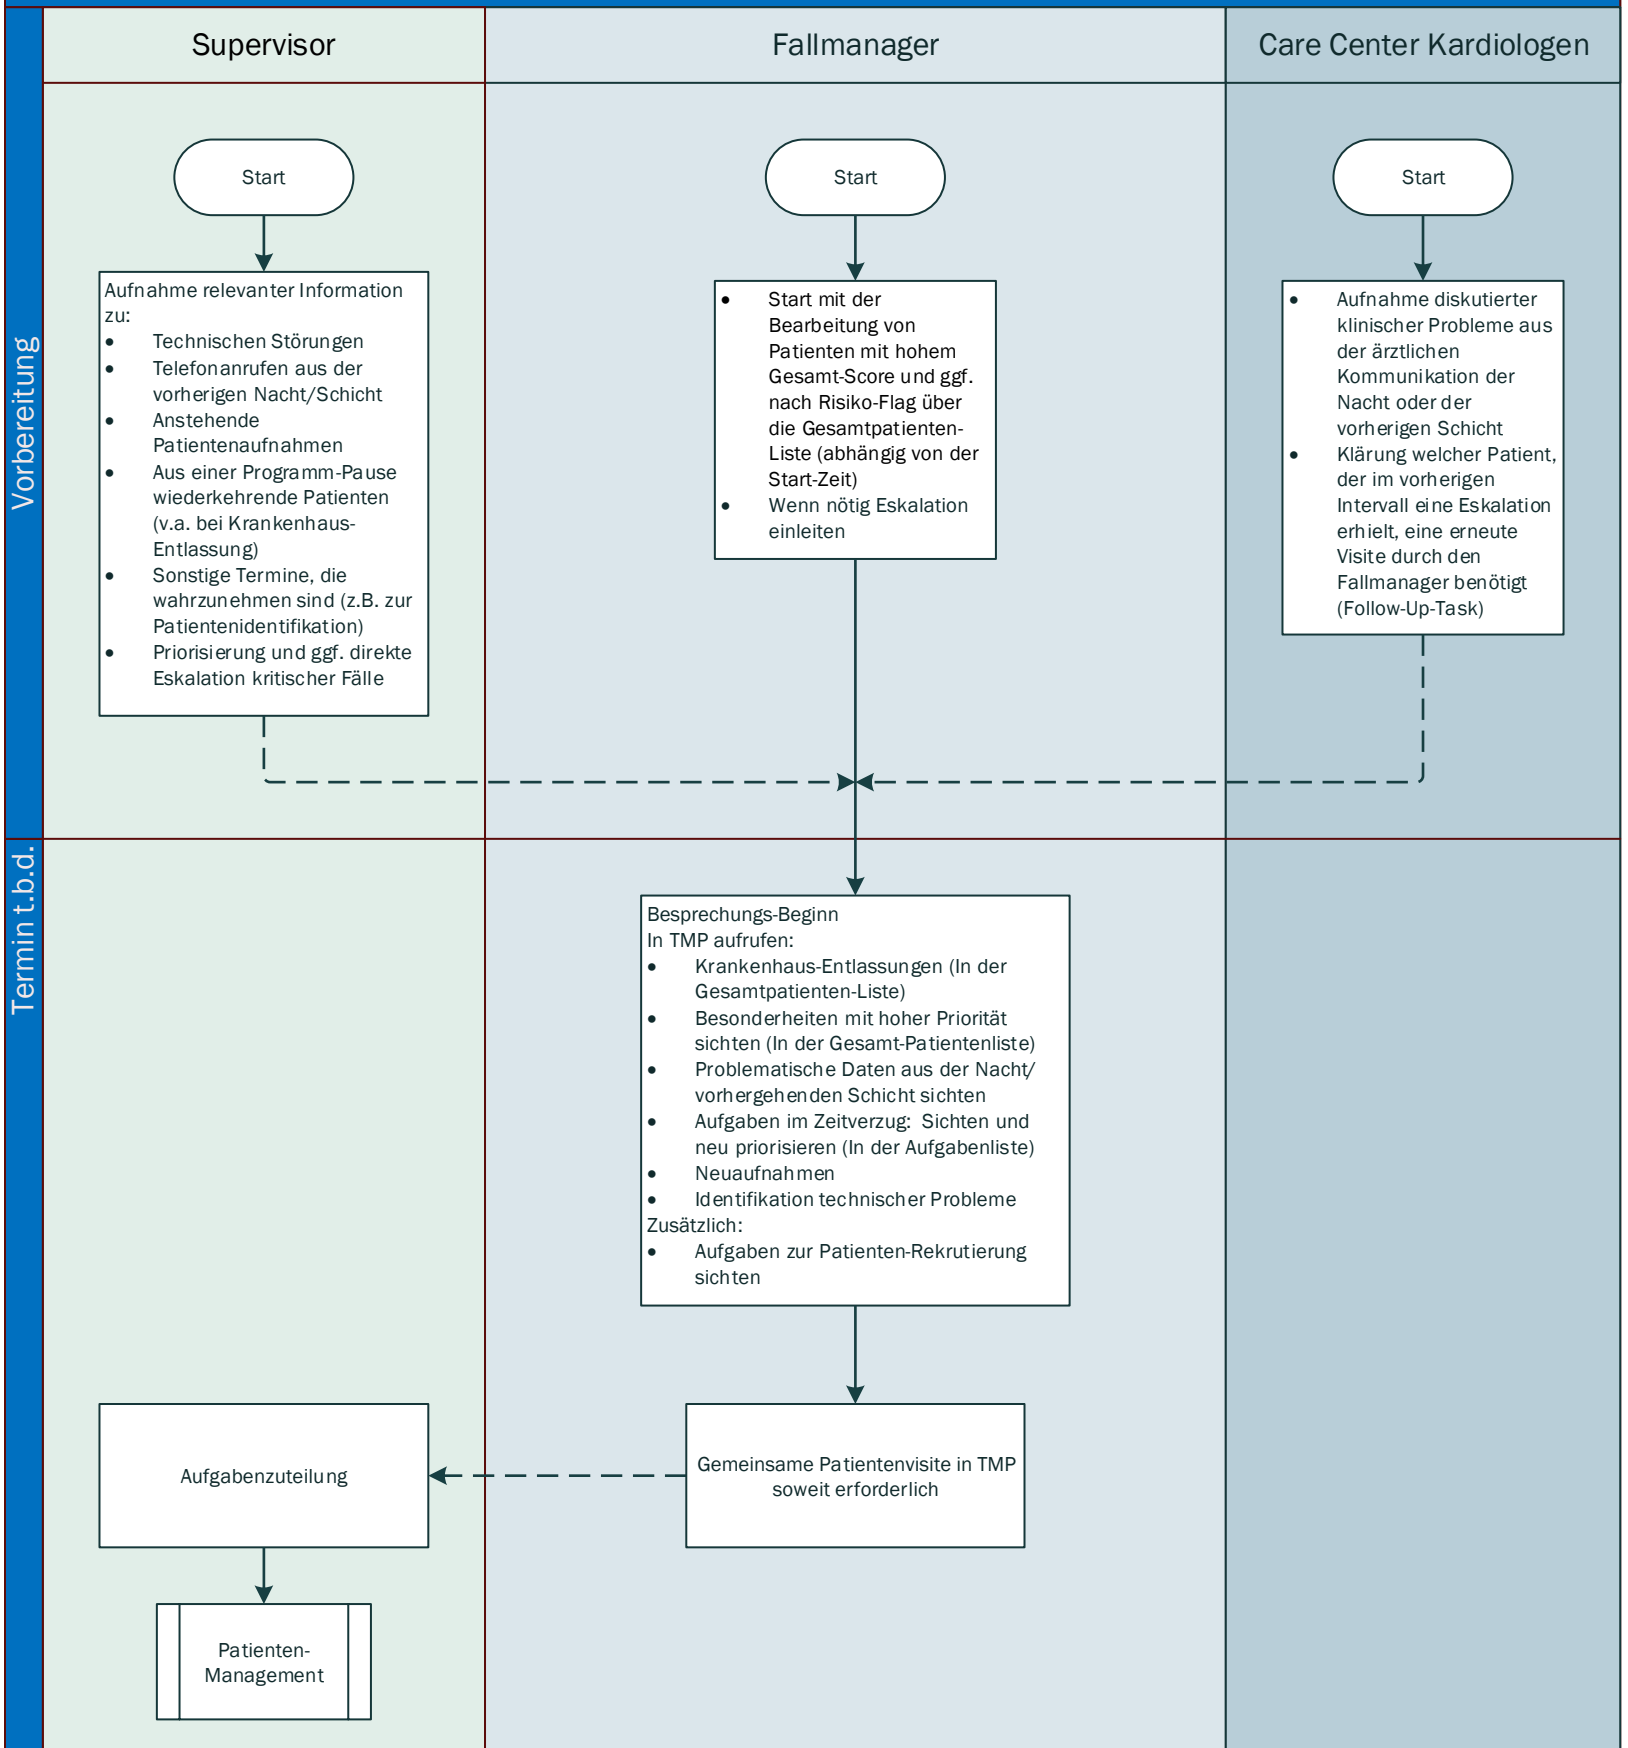 Supervisor
Fallmanager
Care Center Kardiologen
Vorbereitung
Start
Start
Start
Aufnahme relevanter Information
zu:
• Technischen Störungen
• Telefonanrufen aus der
vorherigen Nacht/Schicht
• Anstehende
Patientenaufnahmen
• Aus einer Programm-Pause
wiederkehrende Patienten
(v.a. bei Krankenhaus-
Entlassung)
• Sonstige Termine, die
wahrzunehmen sind (z.B. zur
Patientenidentifikation)
• Priorisierung und ggf. direkte
Eskalation kritischer Fälle
• Start mit der
Bearbeitung von
Patienten mit hohem
Gesamt-Score und ggf.
nach Risiko-Flag über
die Gesamtpatienten-
Liste (abhängig von der
Start-Zeit)
• Wenn nötig Eskalation
einleiten
• Aufnahme diskutierter
klinischer Probleme aus
der ärztlichen
Kommunikation der
Nacht oder der
vorherigen Schicht
• Klärung welcher Patient,
der im vorherigen
Intervall eine Eskalation
erhielt, eine erneute
Visite durch den
Fallmanager benötigt
(Follow-Up-Task)
Termin t.b.d.
Besprechungs-Beginn
In TMP aufrufen:
• Krankenhaus-Entlassungen (In der
Gesamtpatienten-Liste)
• Besonderheiten mit hoher Priorität
sichten (In der Gesamt-Patientenliste)
• Problematische Daten aus der Nacht/
vorhergehenden Schicht sichten
• Aufgaben im Zeitverzug: Sichten und
neu priorisieren (In der Aufgabenliste)
• Neuaufnahmen
• Identifikation technischer Probleme
Zusätzlich:
• Aufgaben zur Patienten-Rekrutierung
sichten
Gemeinsame Patientenvisite in TMP
soweit erforderlich
Aufgabenzuteilung
Patienten-
Management